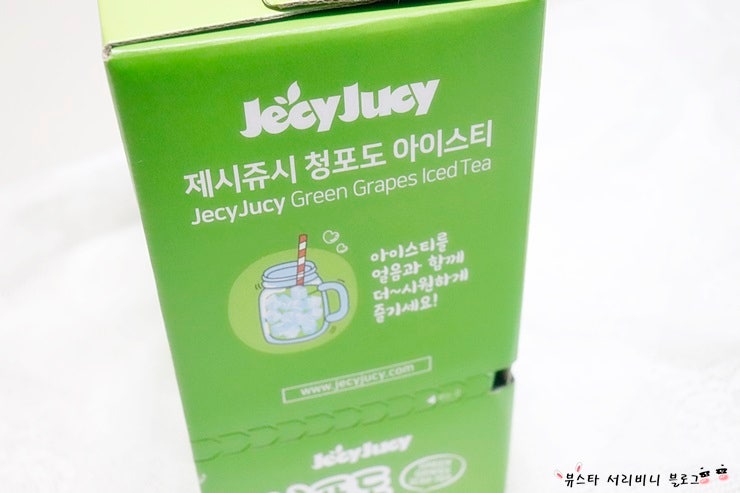 JecyJucy
제시쥬시 청포도 아이스티
JecyJucy Green Grapes Iced Tea
아이스티를
얼음과 함께
더~시원하게
즐기세요!
www.jecyjucy.com
JecyJucy
뷰스타 서리비니 블로그